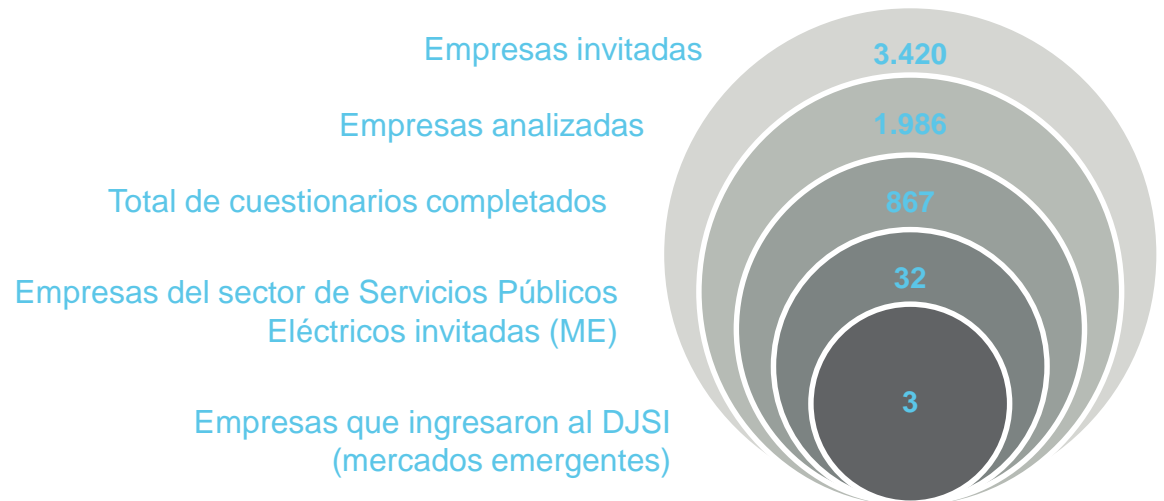 Empresas invitadas
3.420
Empresas analizadas
1.986
Total de cuestionarios completados
867
Empresas del sector de Servicios Públicos
Eléctricos invitadas (ME)
32
Empresas que ingresaron al DJSI
(mercados emergentes)
3